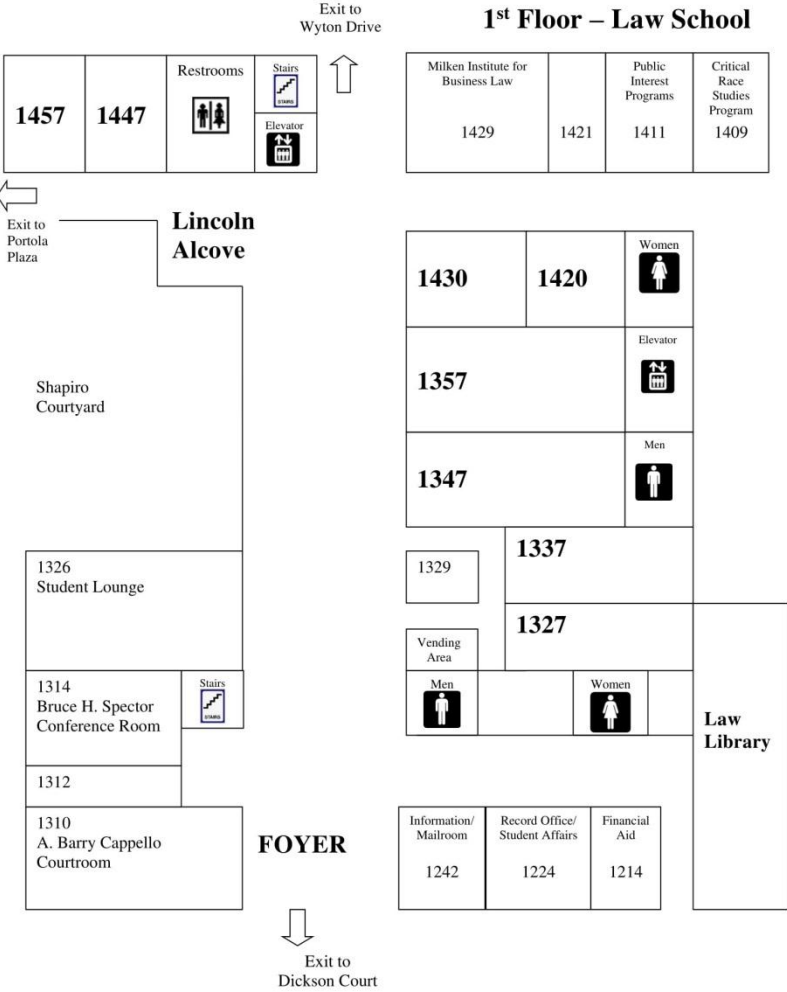 Exit to
Wyton Drive
1st Floor – Law School
1457
1447
Restrooms
Stairs
STAIRS
Elevator
Milken Institute for
Business Law
1429
1421
Public
Interest
Programs
1411
Critical
Race
Studies
Program
1409
Exit to
Portola
Plaza
Lincoln
Alcove
1430
1420
Women
Shapiro
Courtyard
1357
Elevator
1347
Men
1326
Student Lounge
1329
1337
1327
Vending
Area
1314
Bruce H. Spector
Conference Room
Stairs
STAIRS
Men
Women
Law
Library
1312
1310
A. Barry Cappello
Courtroom
FOYER
Information/
Mailroom
1242
Record Office/
Student Affairs
1224
Financial
Aid
1214
Exit to
Dickson Court